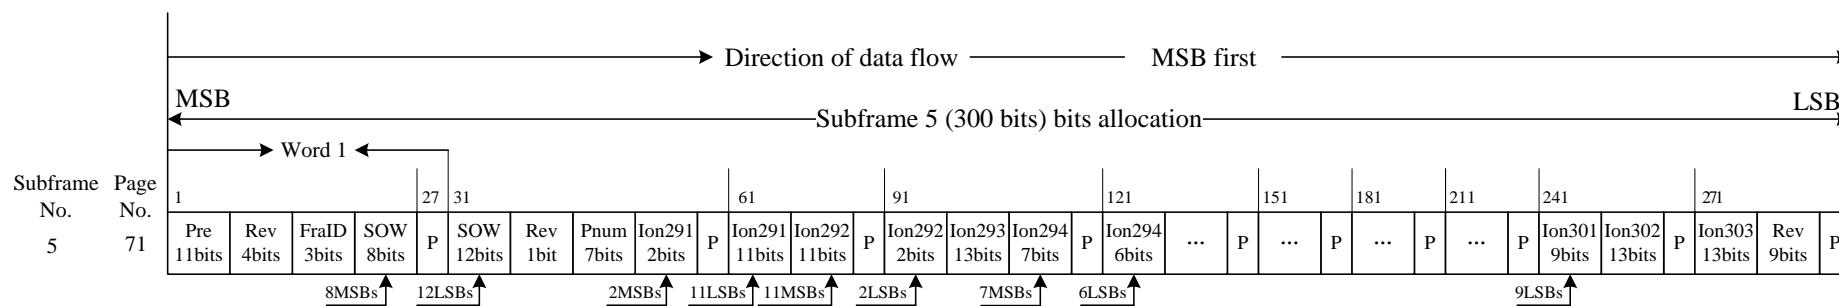 Direction of data flow MSB first
MSB LSB
Subframe 5 (300 bits) bits allocation
Word 1
Subframe No. Page No. 1 27 31 61 91 121 151 181 211 241 271
5 71 Pre 11bits Rev 4bits FraID 3bits SOW 8bits P SOW 12bits Rev 1bit Pnum 7bits Ion291 2bits P Ion291 11bits Ion292 11bits P Ion292 2bits Ion293 13bits Ion294 7bits P Ion294 6bits ... P ... P ... P ... P Ion301 9bits Ion302 13bits P Ion303 13bits Rev 9bits P
8MSBs 12LSBs 2MSBs 11LSBs 11MSBs 2LSBs 7MSBs 6LSBs 9LSBs